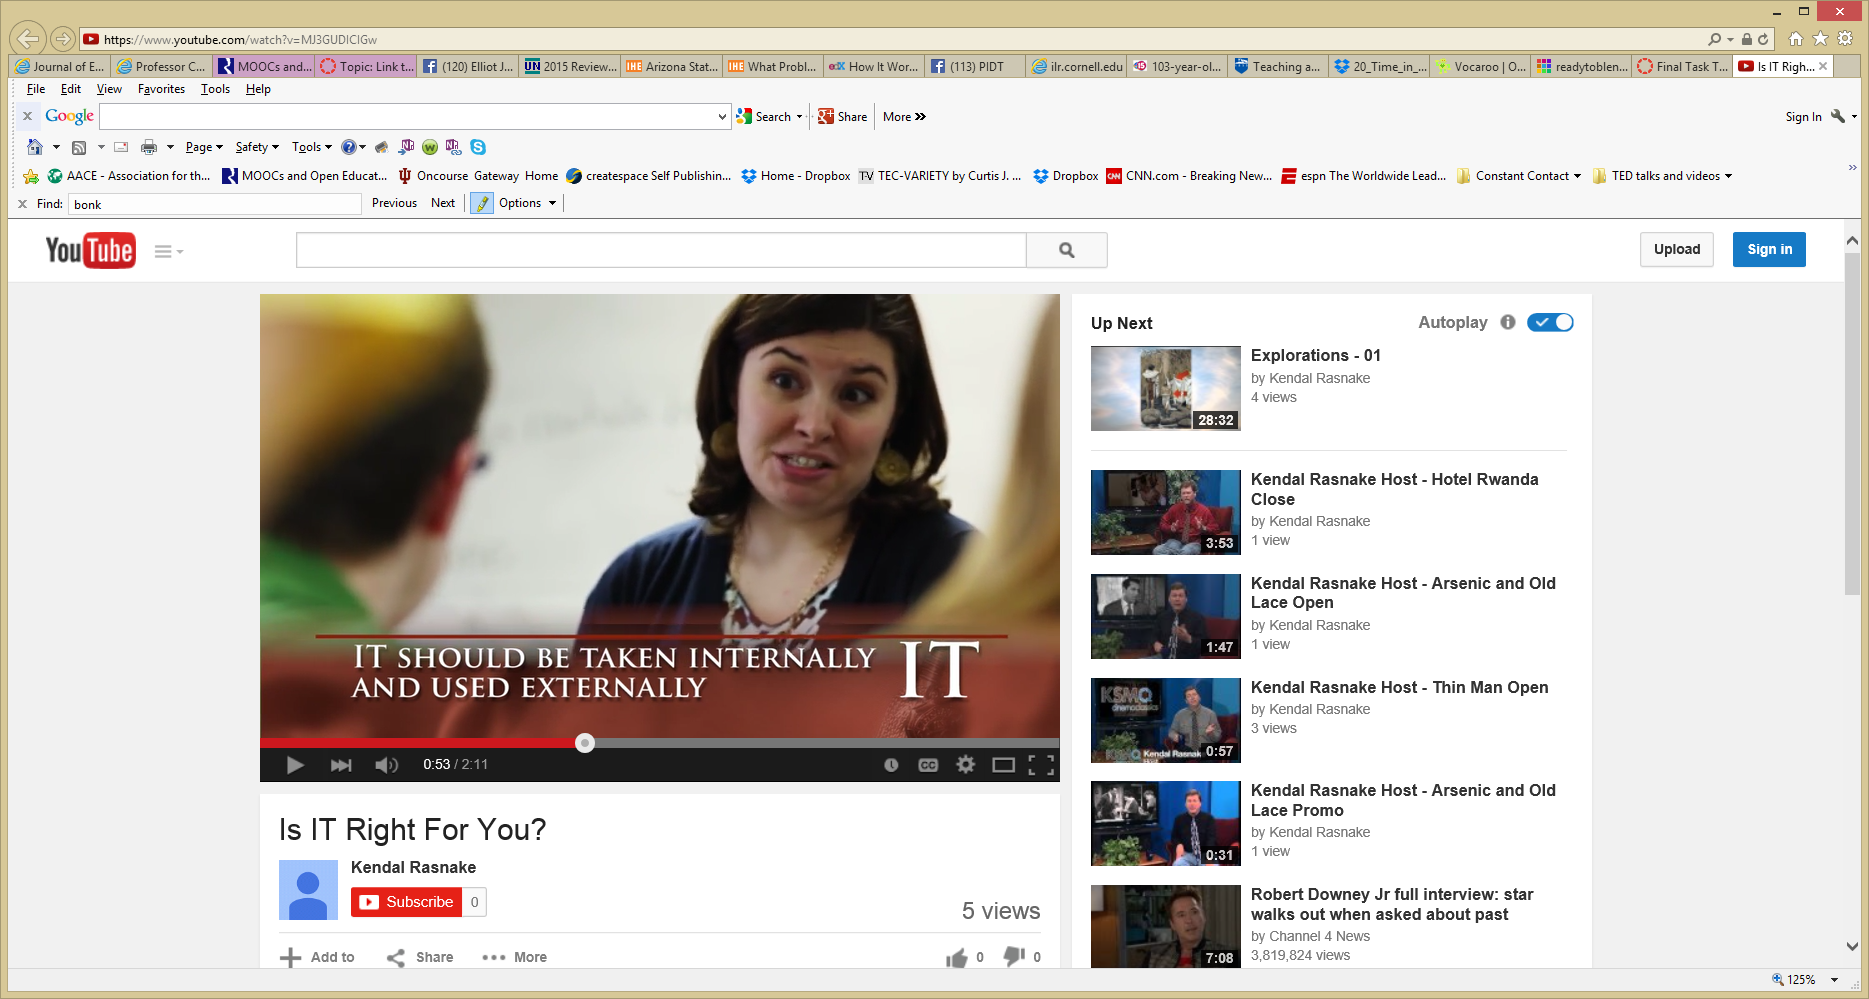 https://www.youtube.com/watch?v=MJ3GUDICIGw
Journal of E...
Professor C...
MOOCs and...
Topic: Link t...
(120) Elliot J...
2015 Review...
Arizona Stat...
What Probl...
How It Wor...
(113) PIDT
ilr.cornell.edu
103-year-ol...
Teaching a...
20_Time_in_...
Vocaroo | O...
readytoblen...
Final Task T...
Is IT Righ...
File Edit View Favorites Tools Help
x Google Search Share More Sign In
Page Safety Tools
AACE - Association for th... MOOCs and Open Educat... Oncourse Gateway Home createspace Self Publishin... Home - Dropbox TEC-VARIETY by Curtis J. ... Dropbox CNN.com - Breaking New... espn The Worldwide Lead... Constant Contact TED talks and videos
x Find: bonk Previous Next Options
YouTube Upload Sign in
IT SHOULD BE TAKEN INTERNALLY
AND USED EXTERNALLY
IT
0:53 / 2:11
Is IT Right For You?
Kendal Rasnake
Subscribe 0
5 views
Add to Share More 0 0
Up Next Autoplay
Explorations - 01
by Kendal Rasnake
4 views
28:32
Kendal Rasnake Host - Hotel Rwanda
Close
by Kendal Rasnake
1 view
3:53
Kendal Rasnake Host - Arsenic and Old
Lace Open
by Kendal Rasnake
1 view
1:47
Kendal Rasnake Host - Thin Man Open
by Kendal Rasnake
3 views
KSMQ
Kendal Rasnak
Host
0:57
Kendal Rasnake Host - Arsenic and Old
Lace Promo
by Kendal Rasnake
1 view
0:31
Robert Downey Jr full interview: star
walks out when asked about past
by Channel 4 News
3,819,824 views
7:08
125%